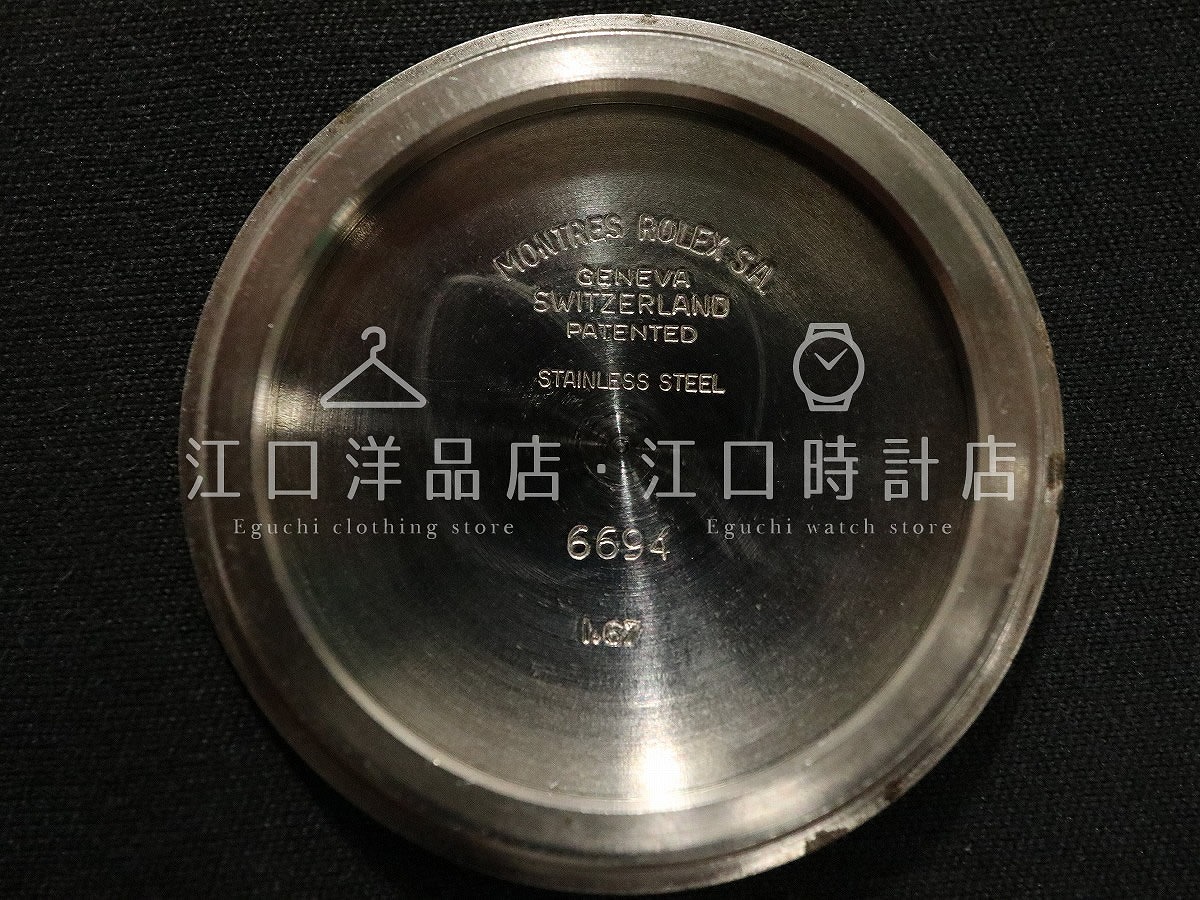 MONTRES ROLEX S.A.
GENEVA
SWITZERLAND
PATENTED
STAINLESS STEEL
江口洋品店・江口時計店
Eguchi clothing store Eguchi watch store
6694
I.67